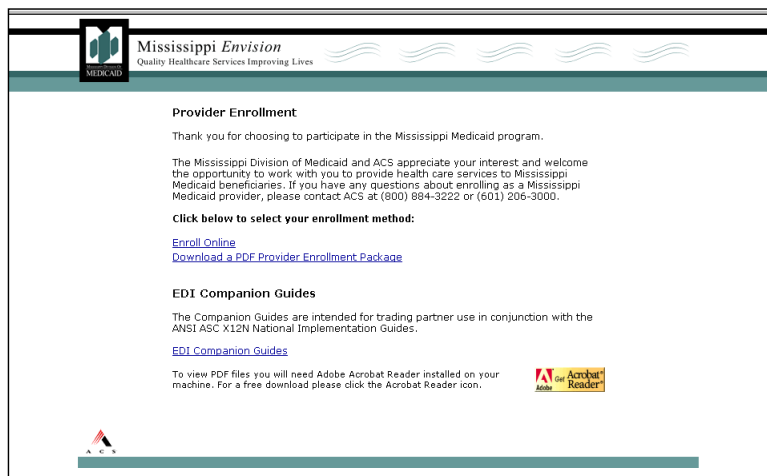 Mississippi Envision
Quality Healthcare Services Improving Lives
MEDICAID
Provider Enrollment
Thank you for choosing to participate in the Mississippi Medicaid program.
The Mississippi Division of Medicaid and ACS appreciate your interest and welcome
the opportunity to work with you to provide health care services to Mississippi
Medicaid beneficiaries. If you have any questions about enrolling as a Mississippi
Medicaid provider, please contact ACS at (800) 884-3222 or (601) 206-3000.
Click below to select your enrollment method:
Enroll Online
Download a PDF Provider Enrollment Package
EDI Companion Guides
The Companion Guides are intended for trading partner use in conjunction with the
ANSI ASC X12N National Implementation Guides.
EDI Companion Guides
To view PDF files you will need Adobe Acrobat Reader installed on your
machine. For a free download please click the Acrobat Reader icon.
Adobe
Get Acrobat®
Reader®
A C S